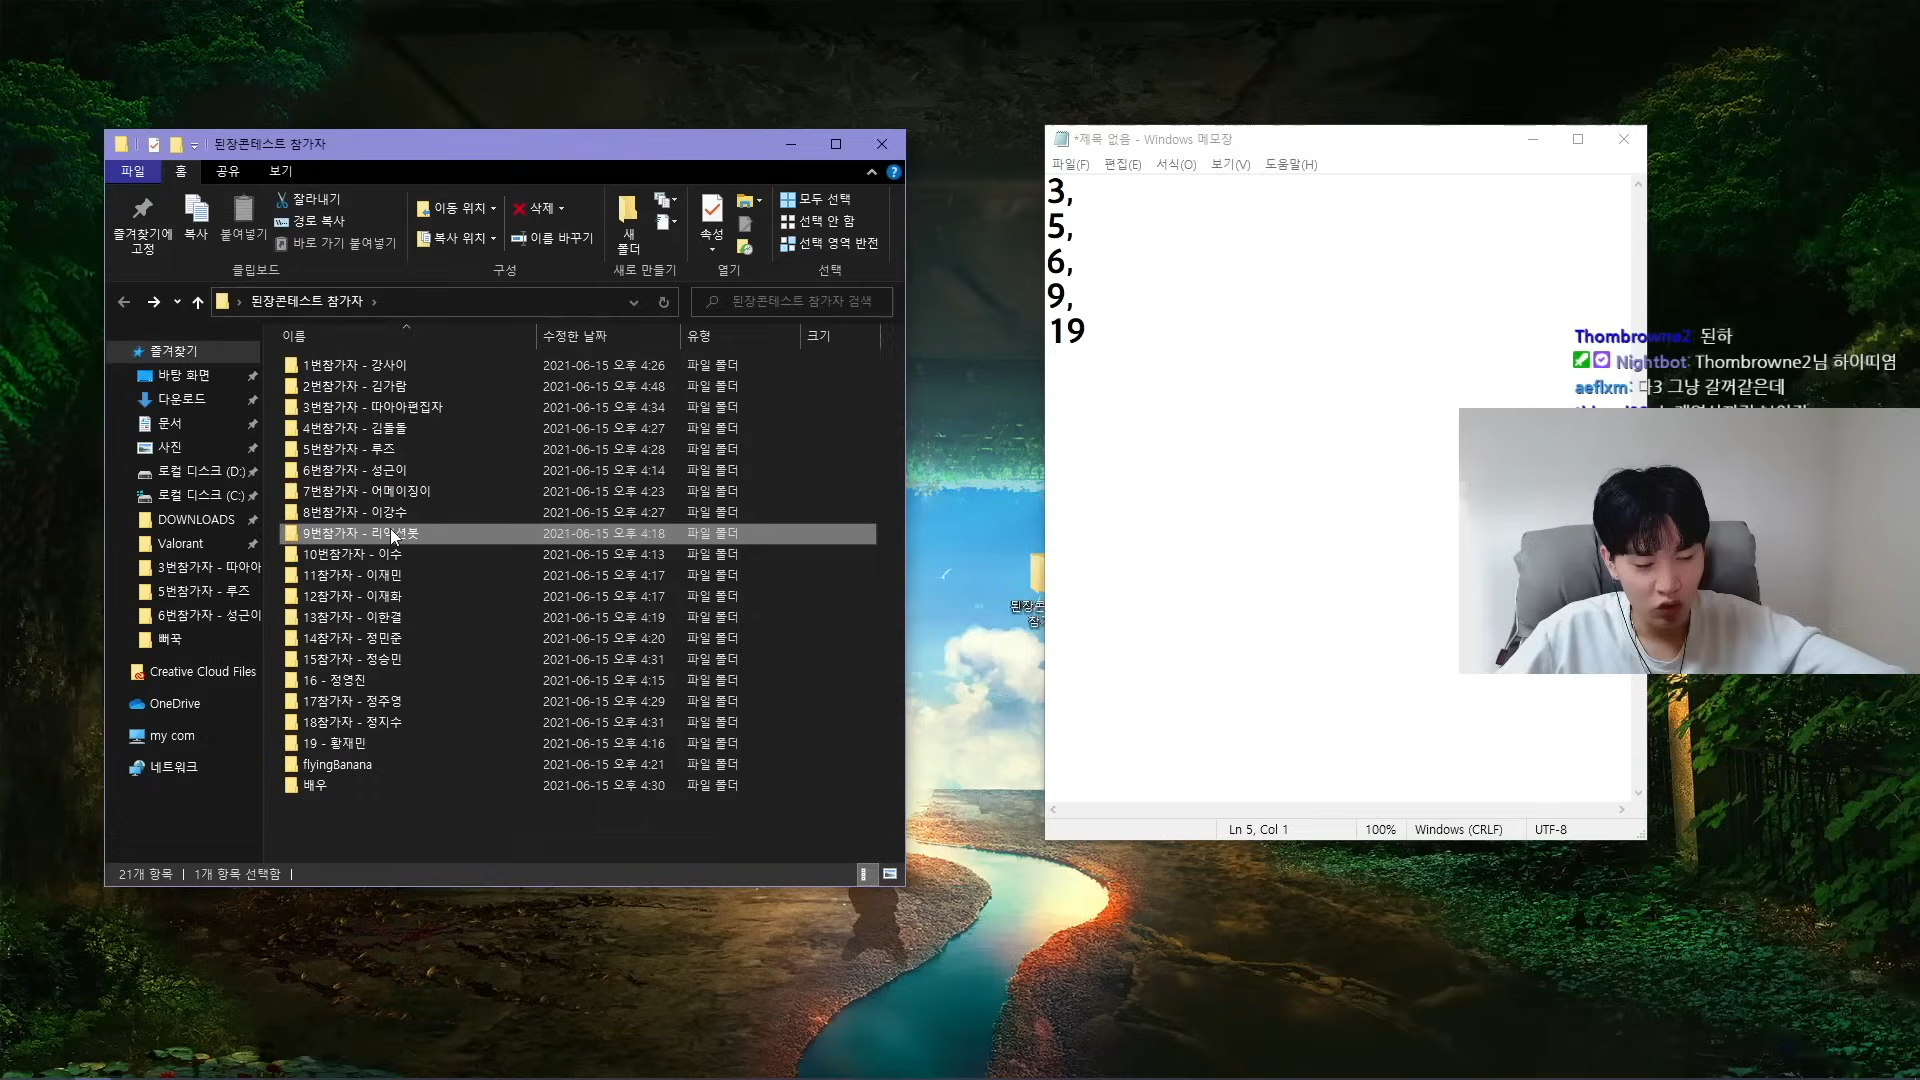 된장콘테스트 참가자
파일 홈 공유 보기
즐겨찾기에 고정
복사
붙여넣기
잘라내기
경로 복사
바로 가기 붙여넣기
클립보드
이동 위치
복사 위치
삭제
이름 바꾸기
구성
새 폴더
새로 만들기
속성
열기
모두 선택
선택 안 함
선택 영역 반전
선택
된장콘테스트 참가자
된장콘테스트 참가자 검색
이름 수정한 날짜 유형 크기
즐겨찾기
바탕 화면
다운로드
문서
사진
로컬 디스크 (D:)
로컬 디스크 (C:)
DOWNLOADS
Valorant
3번참가자 - 따아아
5번참가자 - 루즈
6번참가자 - 성근이
뻐꾹
Creative Cloud Files
OneDrive
my com
네트워크
1번참가자 - 강사이 2021-06-15 오후 4:26 파일 폴더
2번참가자 - 김가람 2021-06-15 오후 4:48 파일 폴더
3번참가자 - 따아아편집자 2021-06-15 오후 4:34 파일 폴더
4번참가자 - 김돌돌 2021-06-15 오후 4:27 파일 폴더
5번참가자 - 루즈 2021-06-15 오후 4:28 파일 폴더
6번참가자 - 성근이 2021-06-15 오후 4:14 파일 폴더
7번참가자 - 어메이징이 2021-06-15 오후 4:23 파일 폴더
8번참가자 - 이강수 2021-06-15 오후 4:27 파일 폴더
9번참가자 - 2021-06-15 오후 4:18 파일 폴더
10번참가자 - 이수 2021-06-15 오후 4:13 파일 폴더
11참가자 - 이재민 2021-06-15 오후 4:17 파일 폴더
12참가자 - 이재화 2021-06-15 오후 4:17 파일 폴더
13참가자 - 이한결 2021-06-15 오후 4:19 파일 폴더
14참가자 - 정민준 2021-06-15 오후 4:20 파일 폴더
15참가자 - 정승민 2021-06-15 오후 4:31 파일 폴더
16 - 정영진 2021-06-15 오후 4:15 파일 폴더
17참가자 - 정주영 2021-06-15 오후 4:29 파일 폴더
18참가자 - 정지수 2021-06-15 오후 4:31 파일 폴더
19 - 황재민 2021-06-15 오후 4:16 파일 폴더
flyingBanana 2021-06-15 오후 4:21 파일 폴더
배우 2021-06-15 오후 4:30 파일 폴더
21개 항목 | 1개 항목 선택함 |
*제목 없음 - Windows 메모장
파일(F) 편집(E) 서식(O) 보기(V) 도움말(H)
3,
5,
6,
9,
19
Ln 5, Col 1 100% Windows (CRLF) UTF-8
Thombrowne2: 된하
Nightbot: Thombrowne2님 하이띠염
aeflxm: 다3 그냥 갈꺼같은데